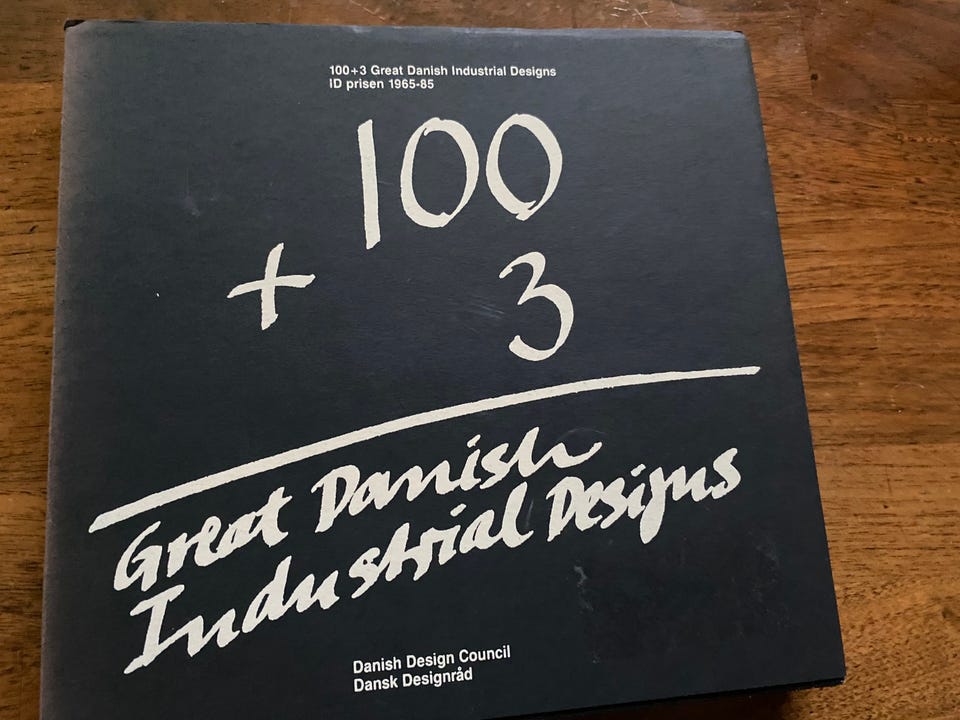 100+3 Great Danish Industrial Designs
ID prisen 1965-85
100
+ 3
Great Danish
Industrial Designs
Danish Design Council
Dansk Designråd